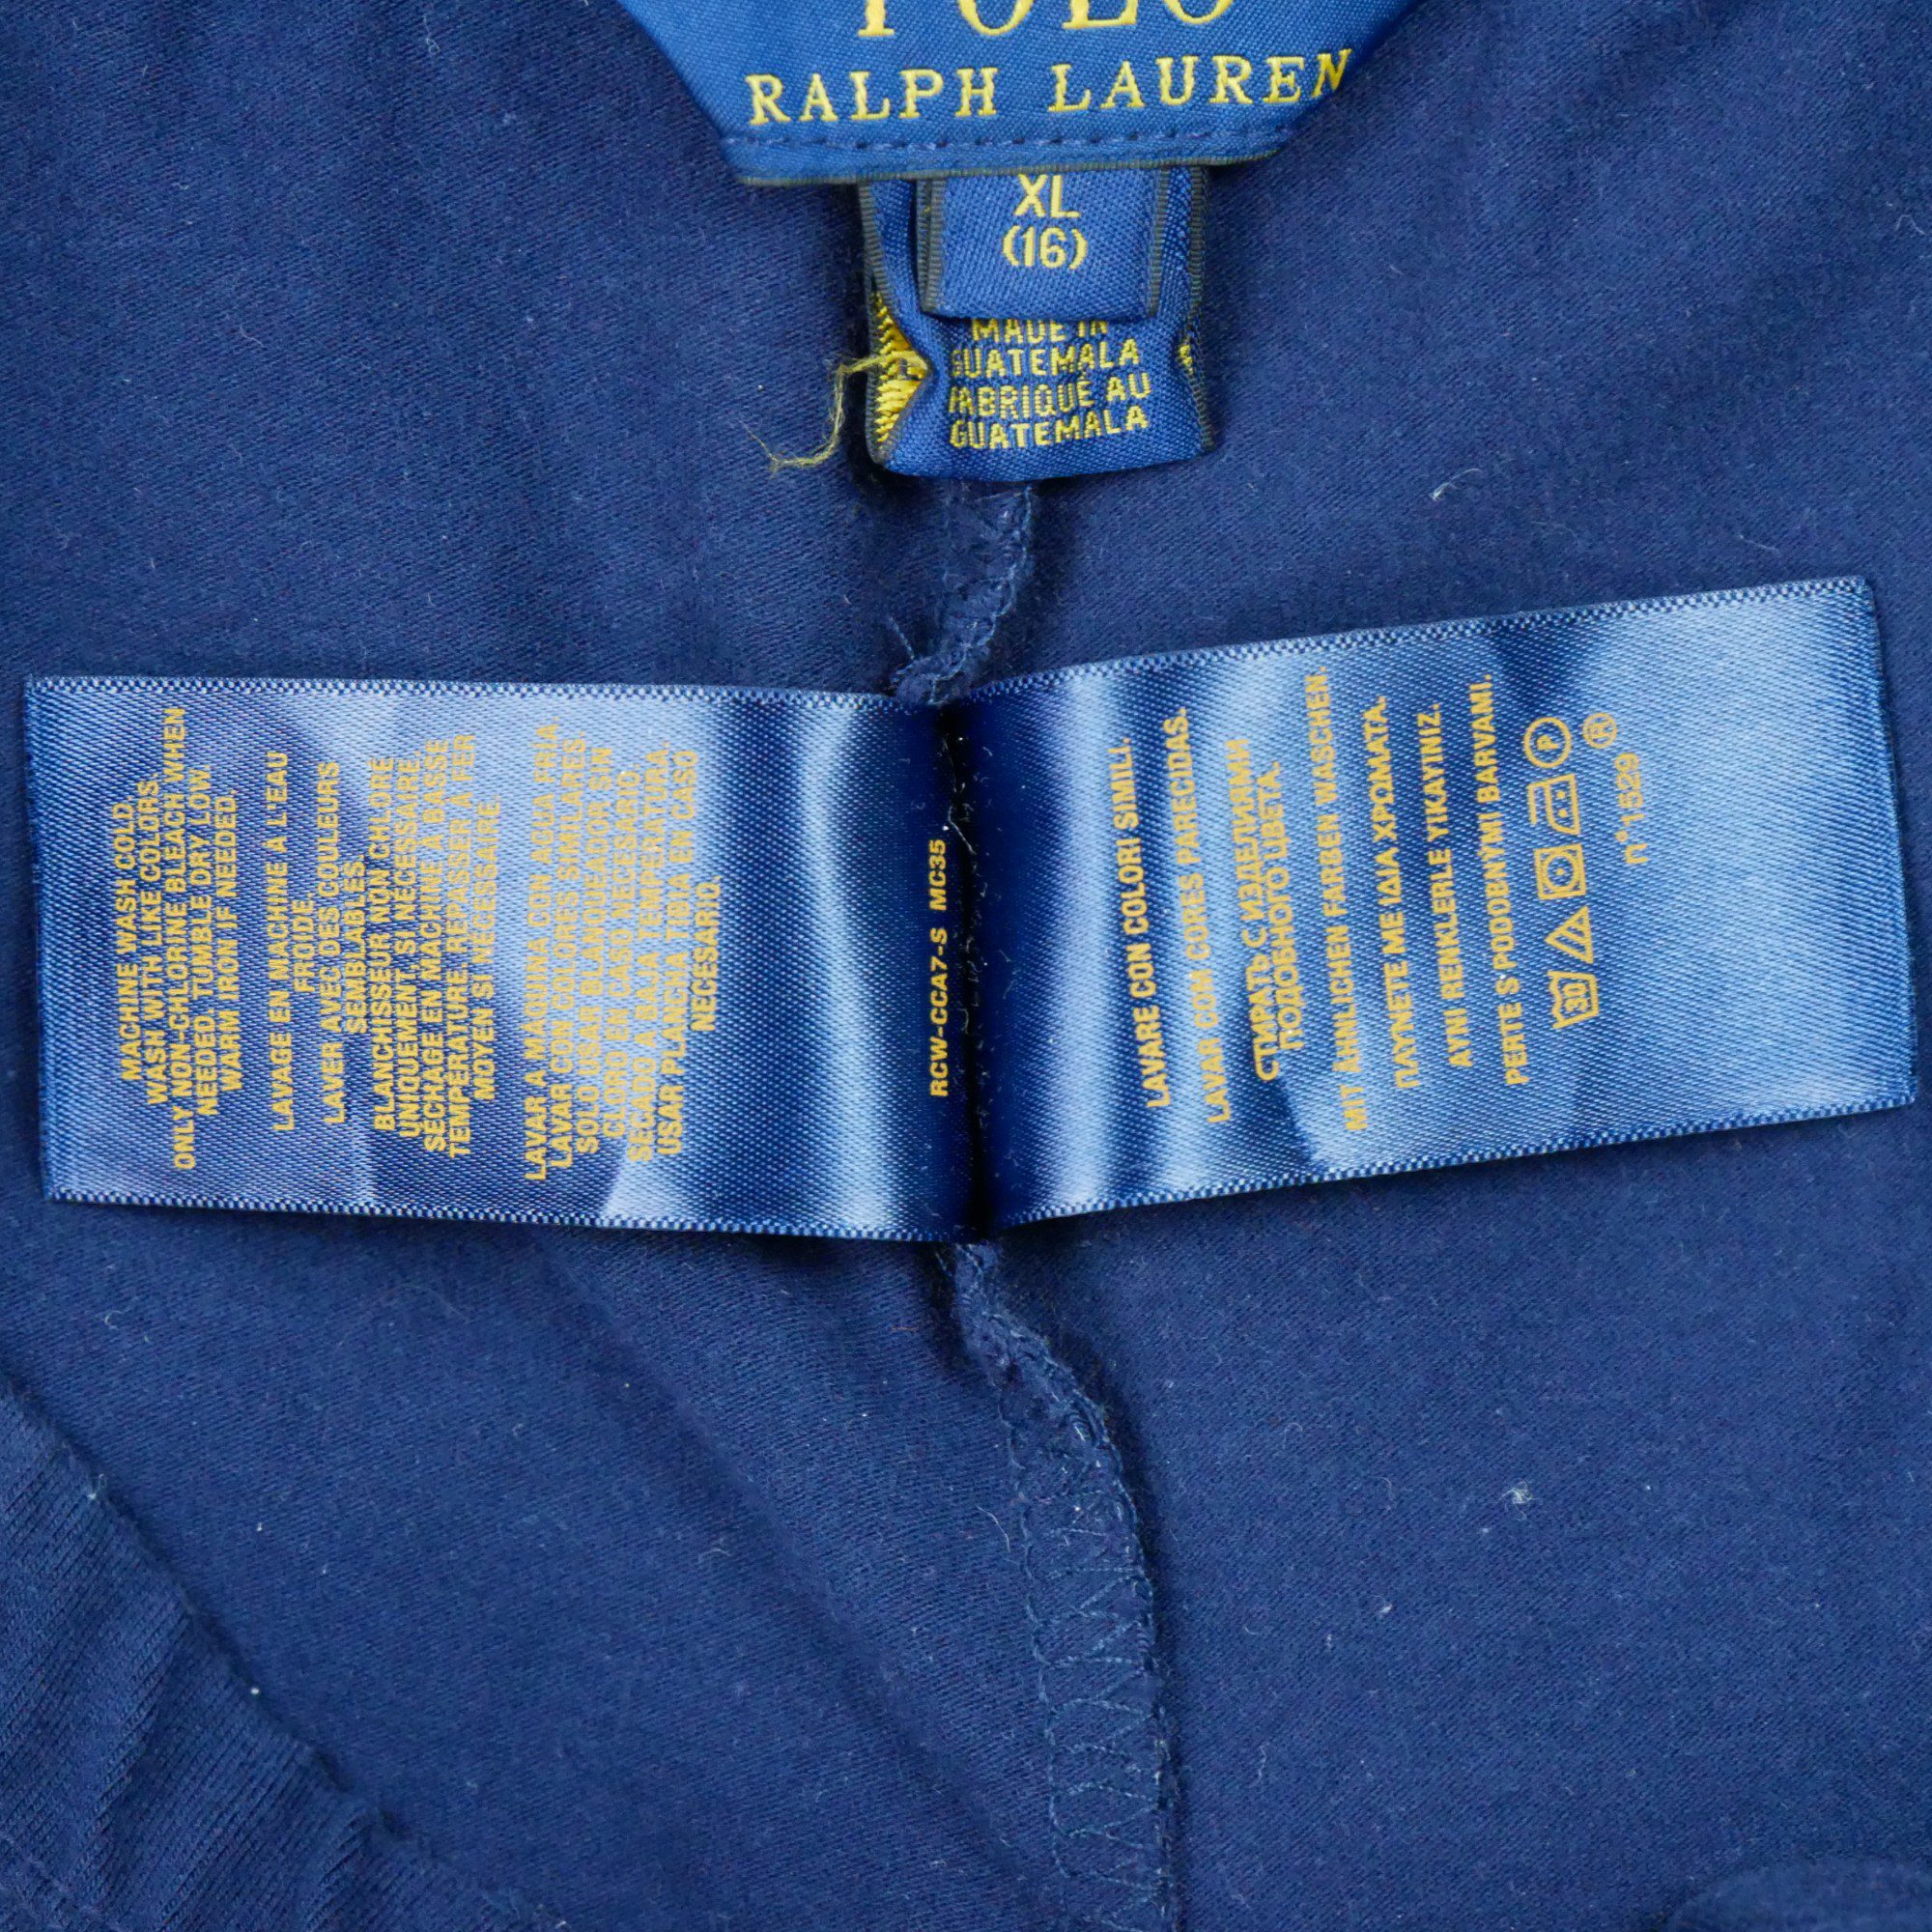 POLO
RALPH LAUREN
XL
(16)
MADE IN
GUATEMALA
FABRIQUÉ AU
GUATEMALA
MACHINE WASH COLD.
WASH WITH LIKE COLORS.
ONLY NON-CHLORINE BLEACH WHEN
NEEDED. TUMBLE DRY LOW.
WARM IRON IF NEEDED.
LAVAGE EN MACHINE A L'EAU
FROIDE.
LAVER AVEC DES COULEURS
SEMBLABLES.
BLANCHISSEUR NON CHLORE
UNIQUEMENT, SI NECESSAIRE.
SÉCHAGE EN MACHINE À BASSE
TEMPERATURE. REPASSER À FER
MOYEN SI NÉCESSAIRE.
LAVAR A MÁQUINA CON AGUA FRÍA
LAVAR CON COLORES SIMILARES.
SOLO USAR BLANQUEADOR SIN
CLORO EN CASO NECESARIO.
SECADO A BAJA TEMPERATURA.
USAR PLANCHA TIBIA EN CASO
NECESARIO.
RCW-CCA7-S MC35
LAVARE CON COLORI SIMILI.
LAVAR COM CORES PARECIDAS.
СТИРАТЬ С ИЗДЕЛИЯМИ
ПОДОБНОГО ЦВЕТА.
MIT ÄHNLICHEN FARBEN WASCHEN.
ΠΛΥΝΕΤΕ ΜΕ ΙΔΙΑ ΧΡΩΜΑΤΑ.
AYNI RENKLERLE YIKAYINIZ.
PERTE S PODOBNÝMI BARVAMI.
30 P ®
n°1529